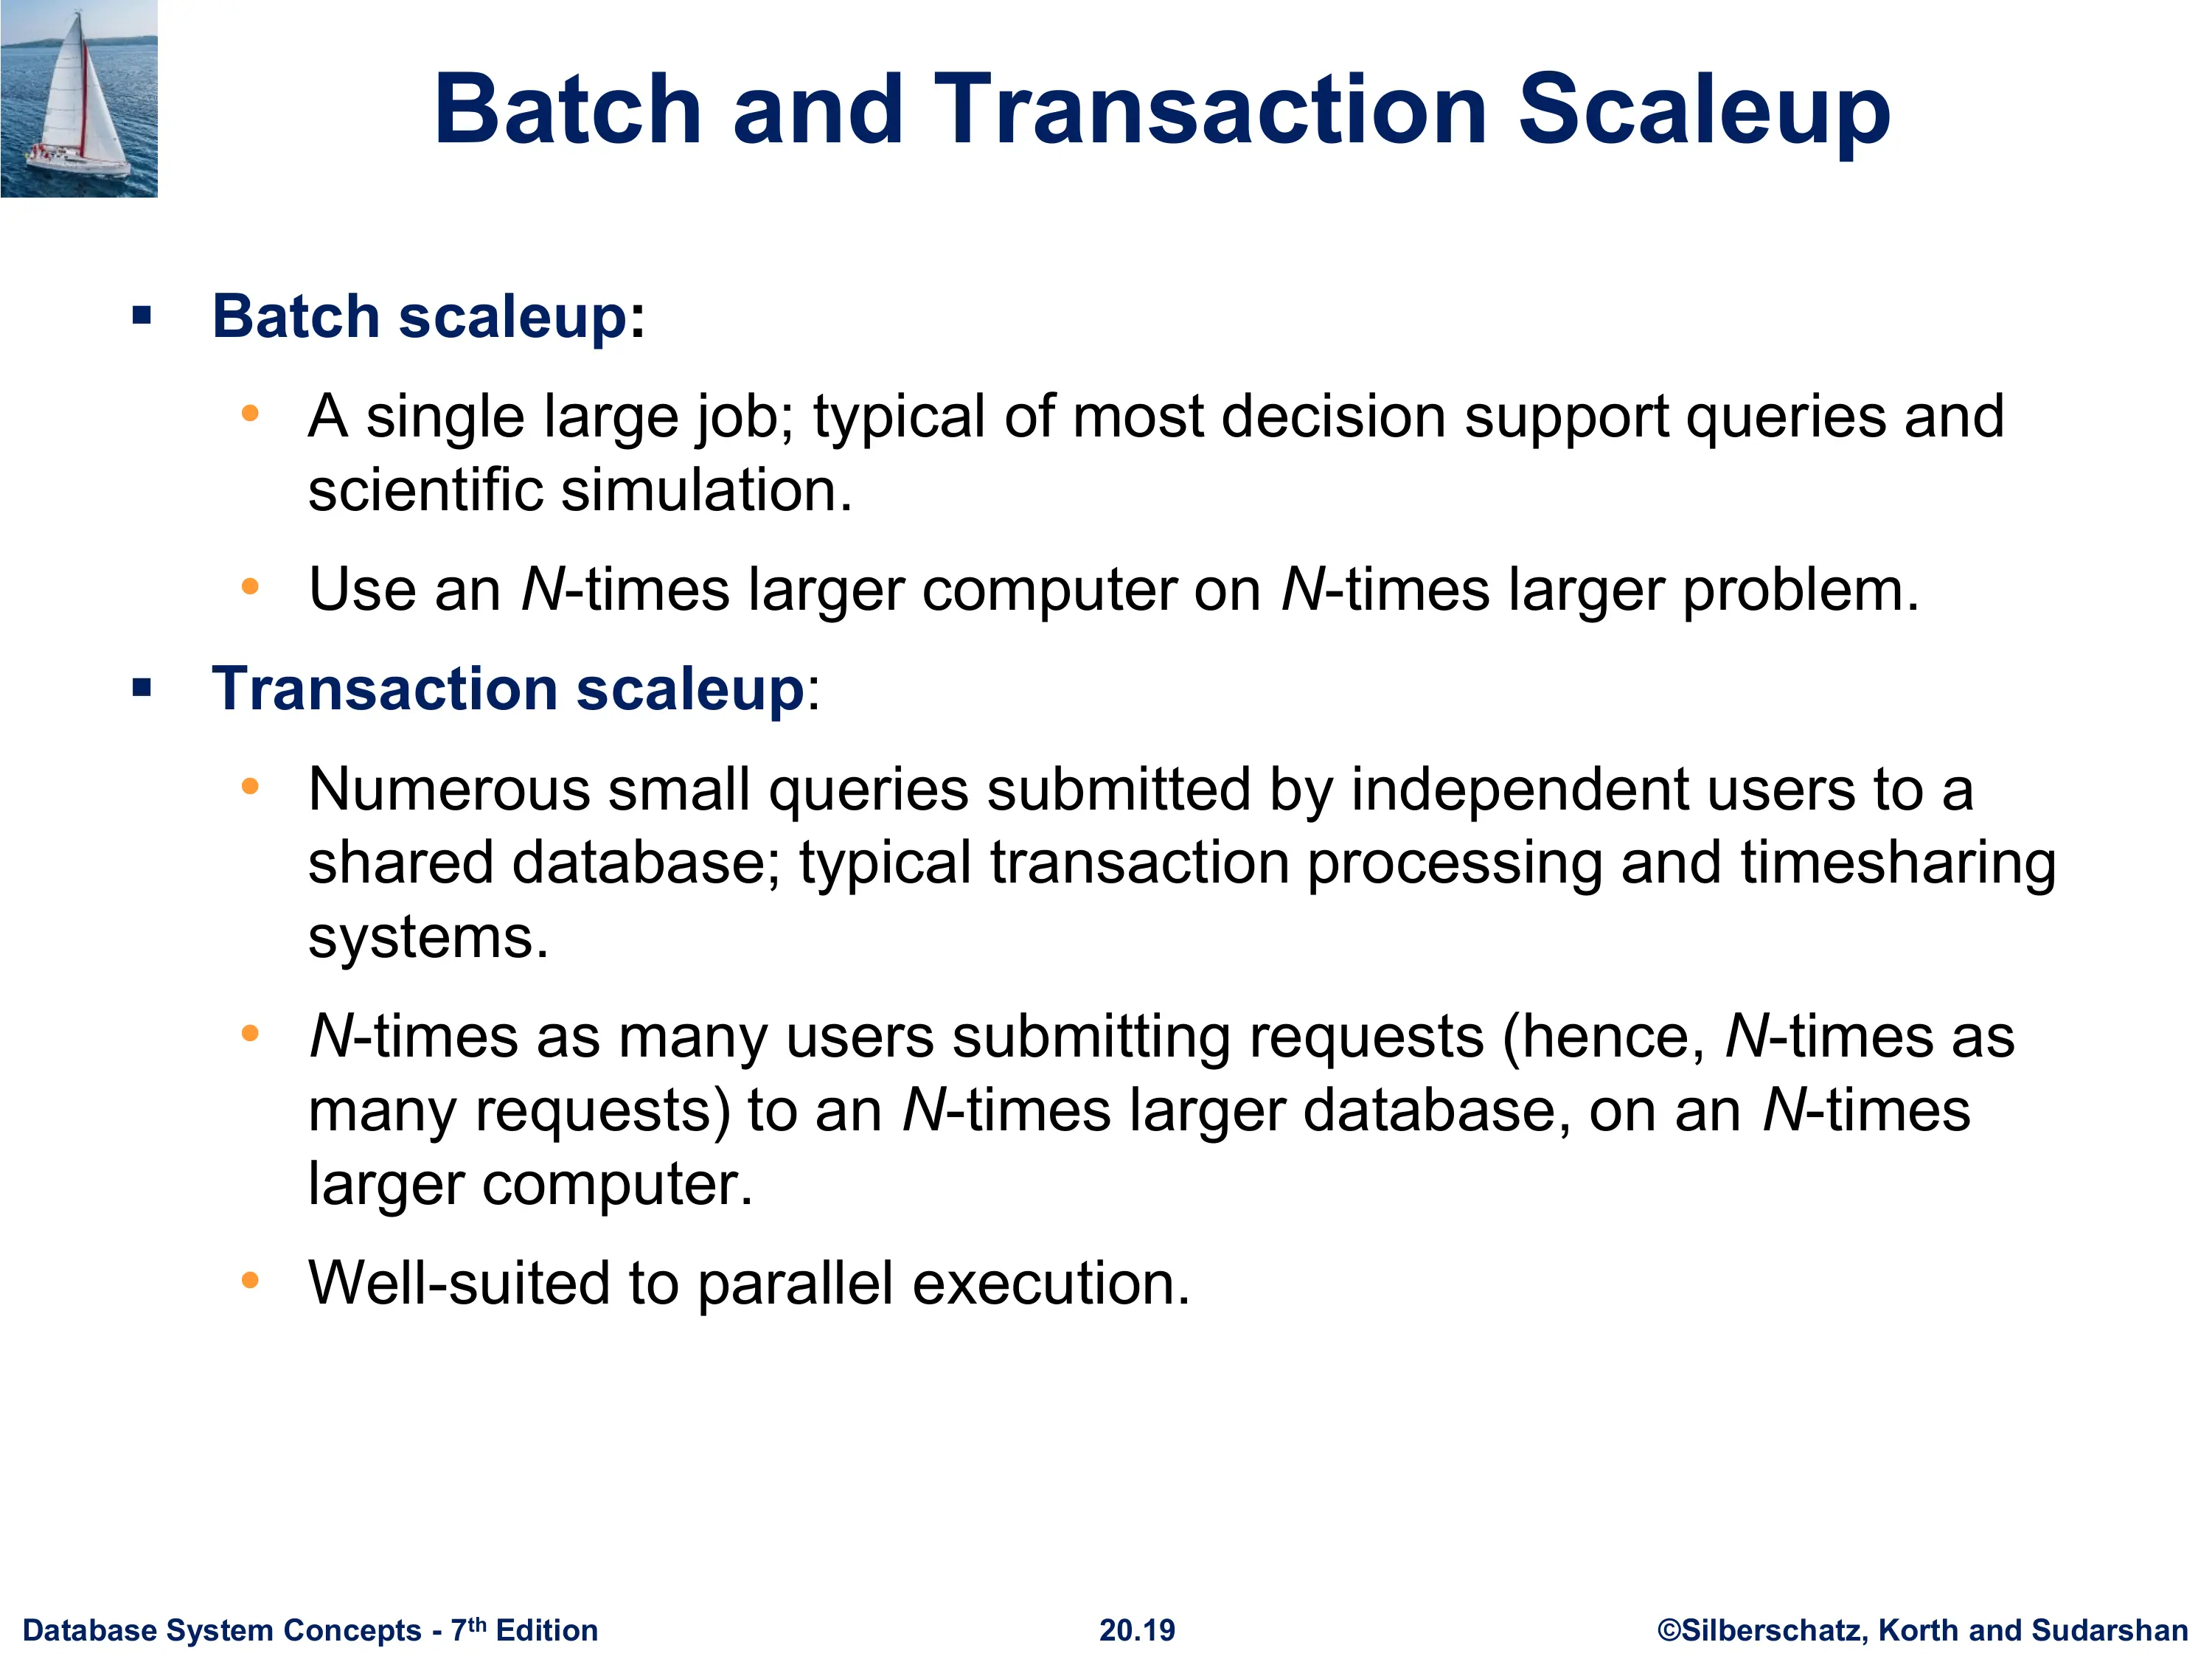 Batch and Transaction Scaleup
▪ Batch scaleup:
• A single large job; typical of most decision support queries and
scientific simulation.
• Use an N-times larger computer on N-times larger problem.
▪ Transaction scaleup:
• Numerous small queries submitted by independent users to a
shared database; typical transaction processing and timesharing
systems.
• N-times as many users submitting requests (hence, N-times as
many requests) to an N-times larger database, on an N-times
larger computer.
• Well-suited to parallel execution.
Database System Concepts - 7th Edition
20.19
©Silberschatz, Korth and Sudarshan